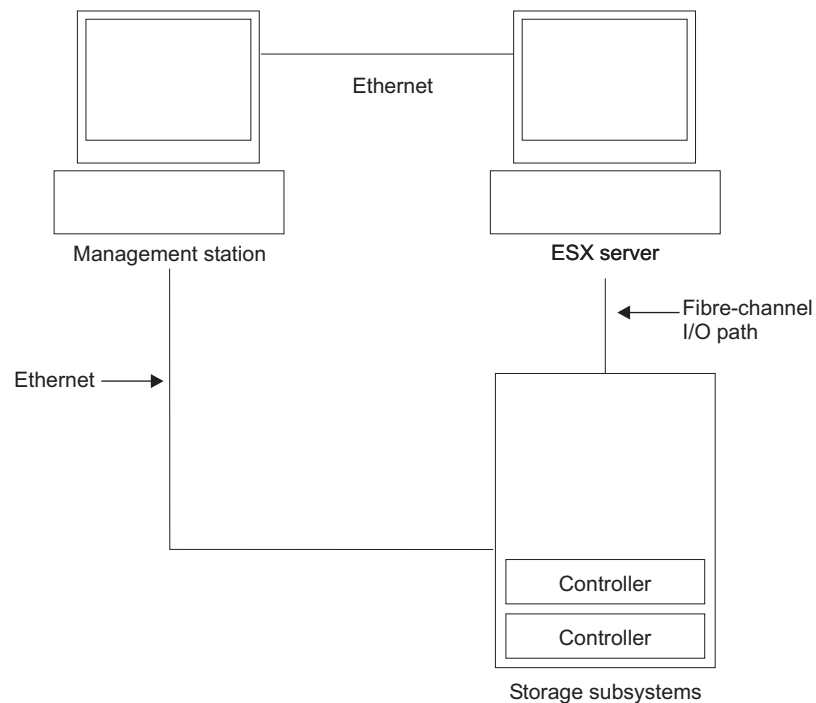 Ethernet
Management station
ESX server
Fibre-channel
I/O path
Ethernet
Controller
Controller
Storage subsystems